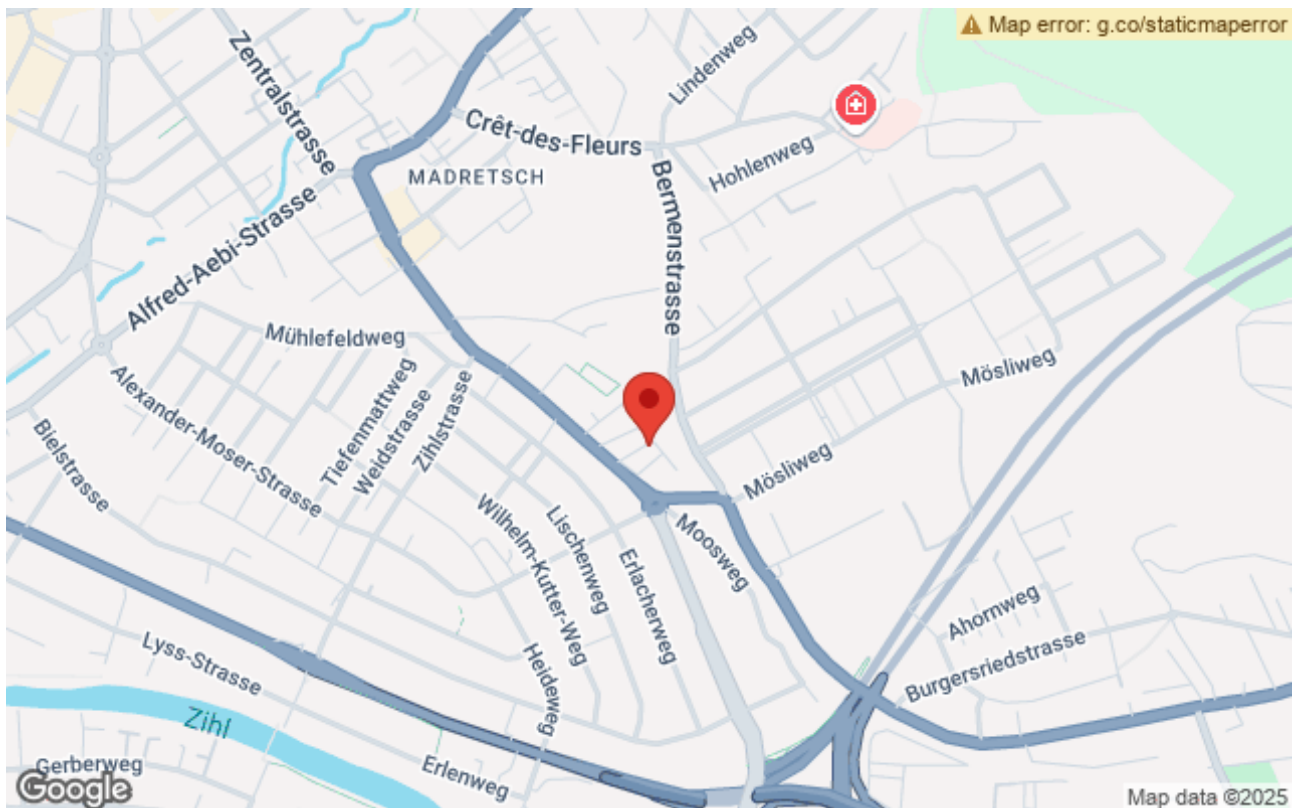 Map error: g.co/staticmaperror
Zentralstrasse
Lindenweg
Crêt-des-Fleurs
Hohlenweg
MADRETSCH
Bermenstrasse
Alfred-Aebi-Strasse
Mühlefeldweg
Mösliweg
Alexander-Moser-Strasse
Tiefenmattweg
Weidstrasse
Zihlstrasse
Bielstrasse
Mösliweg
Wilhelm-Kutter-Weg
Lischenweg
Erlacherweg
Moosweg
Ahornweg
Burgersriedstrasse
Lyss-Strasse
Heideweg
Zihl
Gerberweg
Erlenweg
Google
Map data ©2025